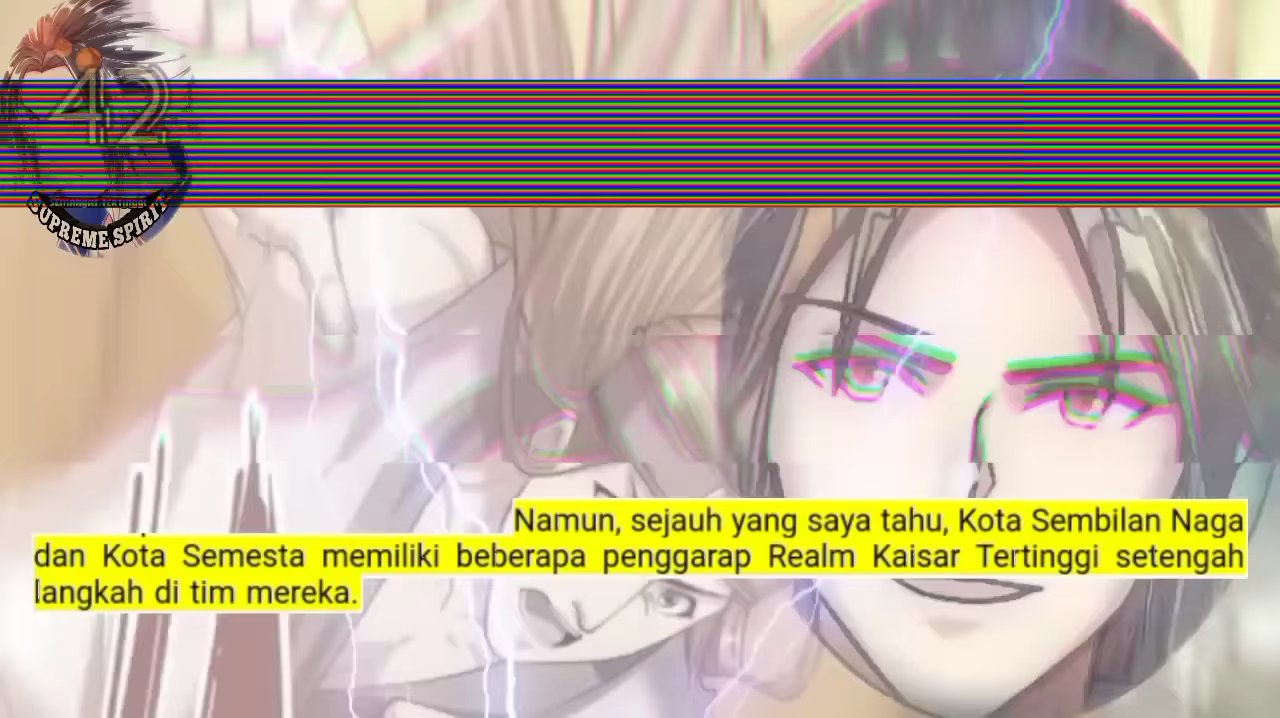 42
SUPREME SPIRIT
Namun, sejauh yang saya tahu, Kota Sembilan Naga
dan Kota Semesta memiliki beberapa penggarap Realm Kaisar Tertinggi setengah
langkah di tim mereka.